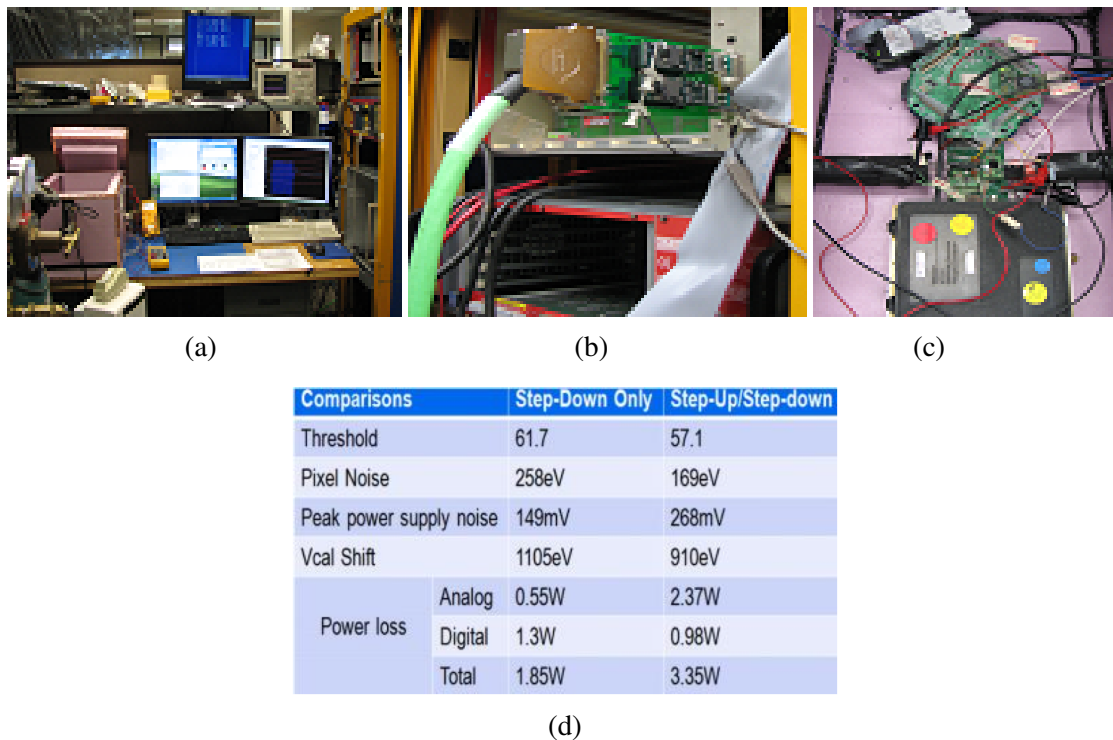 (a)
(b)
(c)
Comparisons Step-Down Only Step-Up/Step-down
Threshold 61.7 57.1
Pixel Noise 258eV 169eV
Peak power supply noise 149mV 268mV
Vcal Shift 1105eV 910eV
Power loss Analog 0.55W 2.37W
Digital 1.3W 0.98W
Total 1.85W 3.35W
(d)